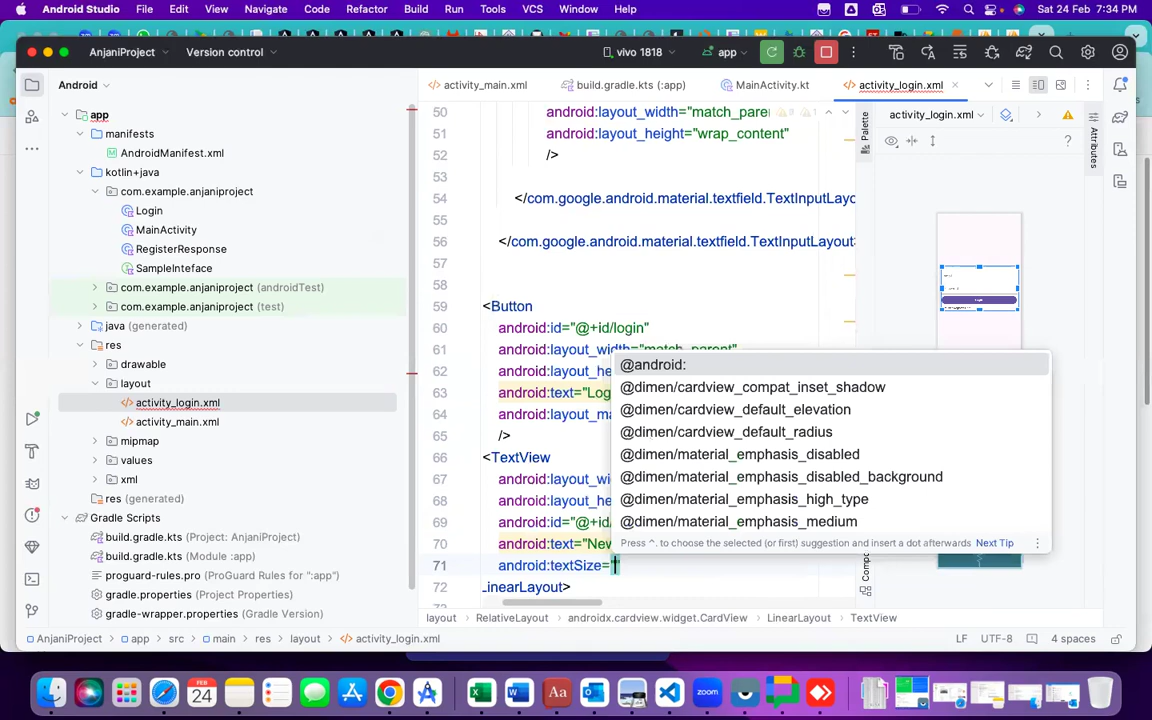 Android Studio File Edit View Navigate Code Refactor Build Run Tools VCS Window Help Sat 24 Feb 7:34 PM
AnjaniProject Version control vivo 1818 app
Android
activity_main.xml build.gradle.kts (:app) MainActivity.kt activity_login.xml
app
manifests
AndroidManifest.xml
kotlin+java
com.example.anjaniproject
Login
MainActivity
RegisterResponse
SampleInteface
com.example.anjaniproject (androidTest)
com.example.anjaniproject (test)
java (generated)
res
drawable
layout
activity_login.xml
activity_main.xml
mipmap
values
xml
res (generated)
Gradle Scripts
build.gradle.kts (Project: AnjaniProject)
build.gradle.kts (Module :app)
proguard-rules.pro (ProGuard Rules for ":app")
gradle.properties (Project Properties)
gradle-wrapper.properties (Gradle Version)
50 android:layout_width="match_pare 1 1
51 android:layout_height="wrap_content"
52 />
53
54 </com.google.android.material.textfield.TextInputLayo
55
56 </com.google.android.material.textfield.TextInputLayout
57
58
59 <Button
60 android:id="@+id/login"
61 android:layout_width="match_parent"
62 android:layout_he
63 android:text="Log
64 android:layout_ma
65 />
66 <TextView
67 android:layout_wi
68 android:layout_he
69 android:id="@+id/
70 android:text="New
71 android:textSize=""
72 LinearLayout>
@android:
@dimen/cardview_compat_inset_shadow
@dimen/cardview_default_elevation
@dimen/cardview_default_radius
@dimen/material_emphasis_disabled
@dimen/material_emphasis_disabled_background
@dimen/material_emphasis_high_type
@dimen/material_emphasis_medium
Press ^. to choose the selected (or first) suggestion and insert a dot afterwards Next Tip
activity_login.xml
Palette
Attributes
Compo
layout RelativeLayout androidx.cardview.widget.CardView LinearLayout TextView
AnjaniProject app src main res layout activity_login.xml LF UTF-8 4 spaces
FEB
24
Aa
zoom